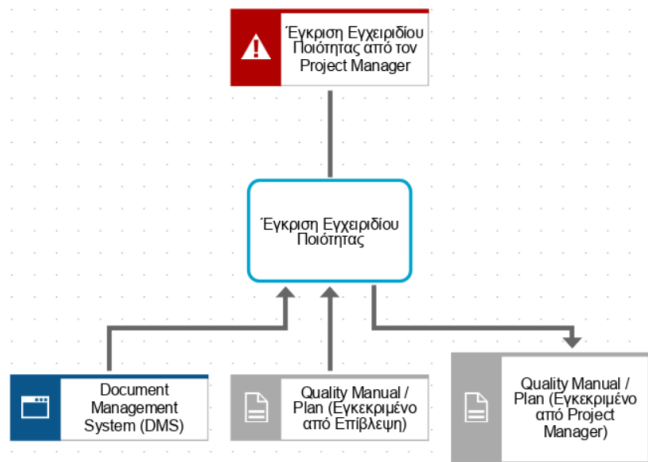 Έγκριση Εγχειριδίου
Ποιότητας από τον
Project Manager
Έγκριση Εγχειριδίου
Ποιότητας
Document
Management
System (DMS)
Quality Manual /
Plan (Εγκεκριμένο
από Επίβλεψη)
Quality Manual /
Plan (Εγκεκριμένο
από Project
Manager)